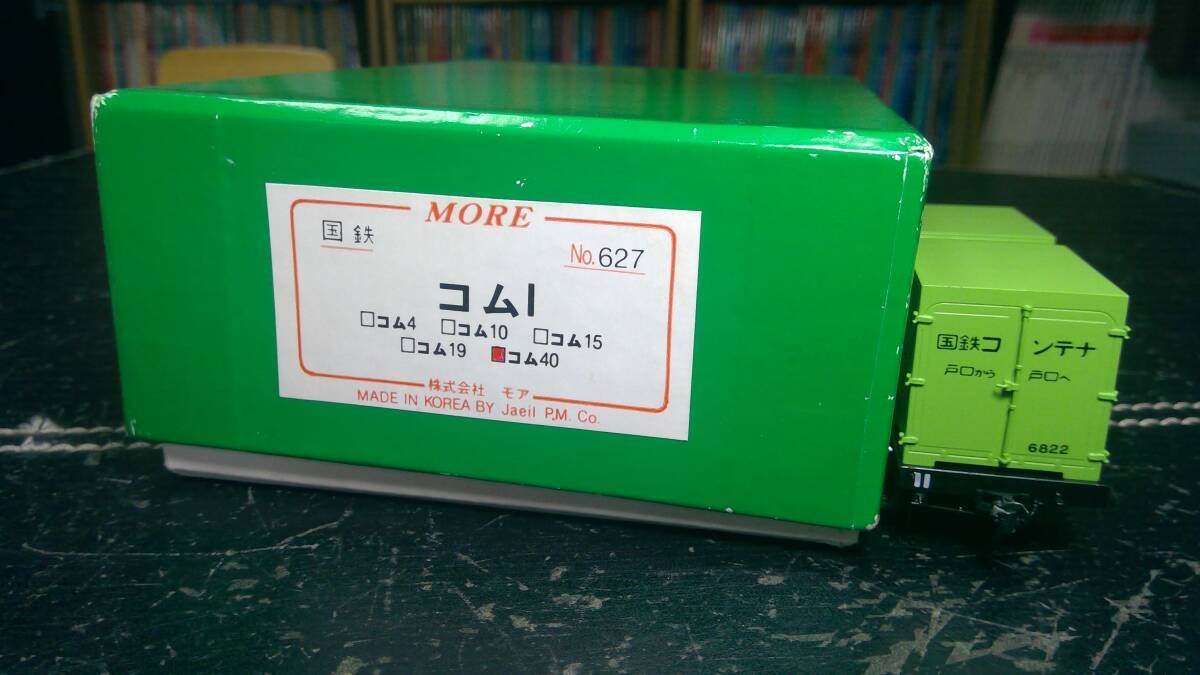 MORE
国鉄
No.627
コム1
□コム4 □コム10 □コム15
□コム19 ■コム40
株式会社 モア
MADE IN KOREA BY Jaeil P.M. Co.
国鉄コンテナ
戸口から戸口へ
6822